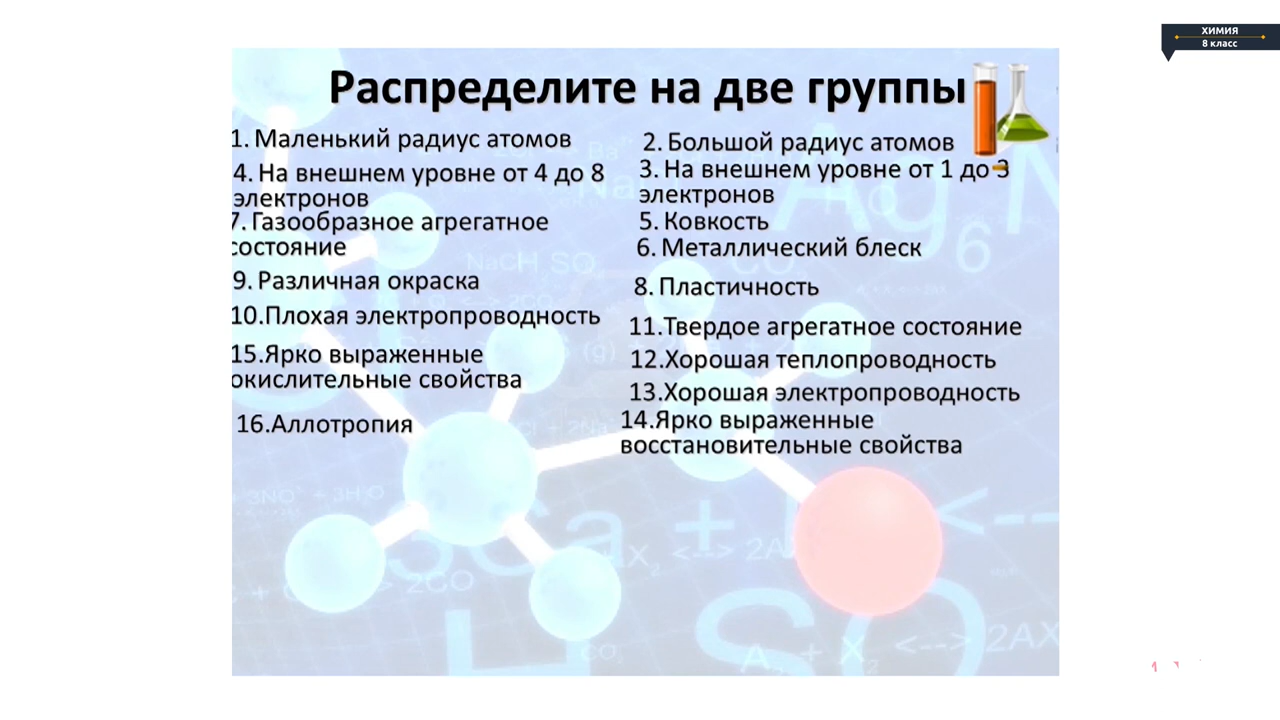 ХИМИЯ
8 класс
Распределите на две группы
1. Маленький радиус атомов
4. На внешнем уровне от 4 до 8
электронов
7. Газообразное агрегатное
состояние
9. Различная окраска
10.Плохая электропроводность
15.Ярко выраженные
окислительные свойства
16.Аллотропия
2. Большой радиус атомов
3. На внешнем уровне от 1 до 3
электронов
5. Ковкость
6. Металлический блеск
8. Пластичность
11.Твердое агрегатное состояние
12.Хорошая теплопроводность
13.Хорошая электропроводность
14.Ярко выраженные
восстановительные свойства